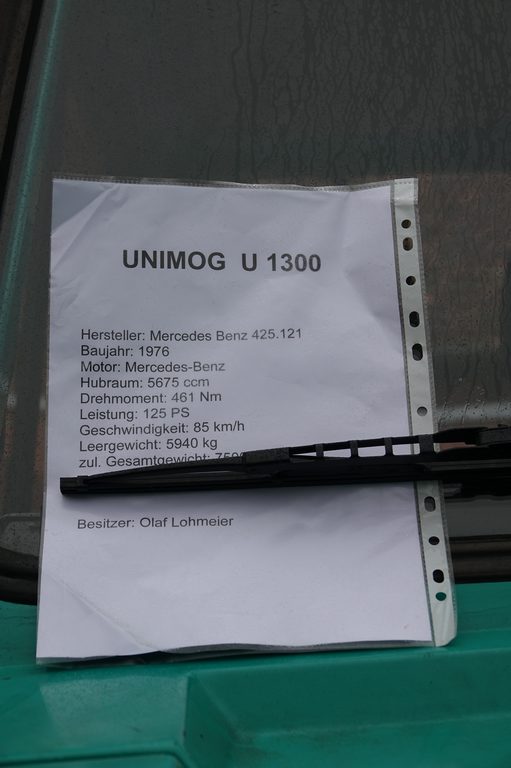 UNIMOG U 1300
Hersteller: Mercedes Benz 425.121
Baujahr: 1976
Motor: Mercedes-Benz
Hubraum: 5675 ccm
Drehmoment: 461 Nm
Leistung: 125 PS
Geschwindigkeit: 85 km/h
Leergewicht: 5940 kg
zul. Gesamtgewicht:
Besitzer: Olaf Lohmeier